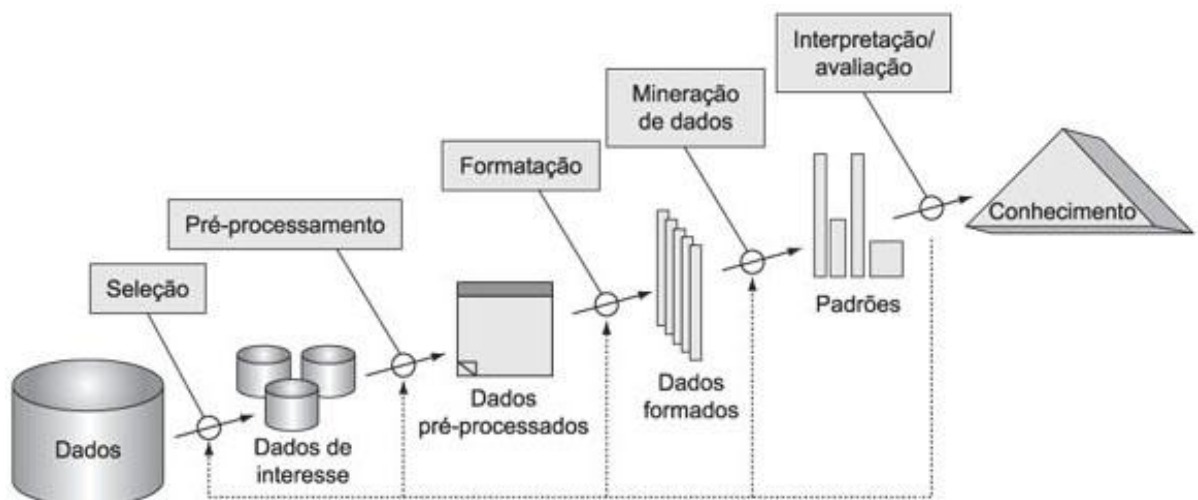 Interpretação/
avaliação
Mineração
de dados
Formatação
Pré-processamento
Seleção
Dados
Dados de
interesse
Dados
pré-processados
Dados
formados
Padrões
Conhecimento